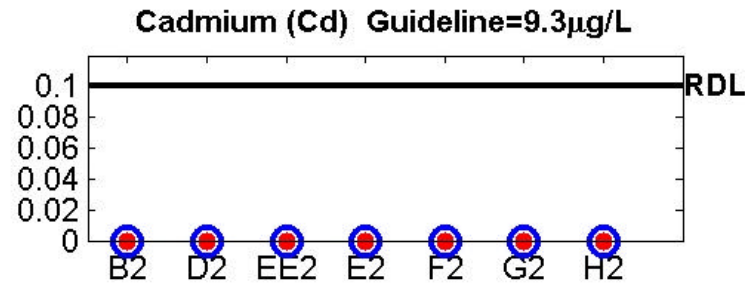 Cadmium (Cd) Guideline=9.3µg/L
0.1
RDL
0.08
0.06
0.04
0.02
0
B2 D2 EE2 E2 F2 G2 H2